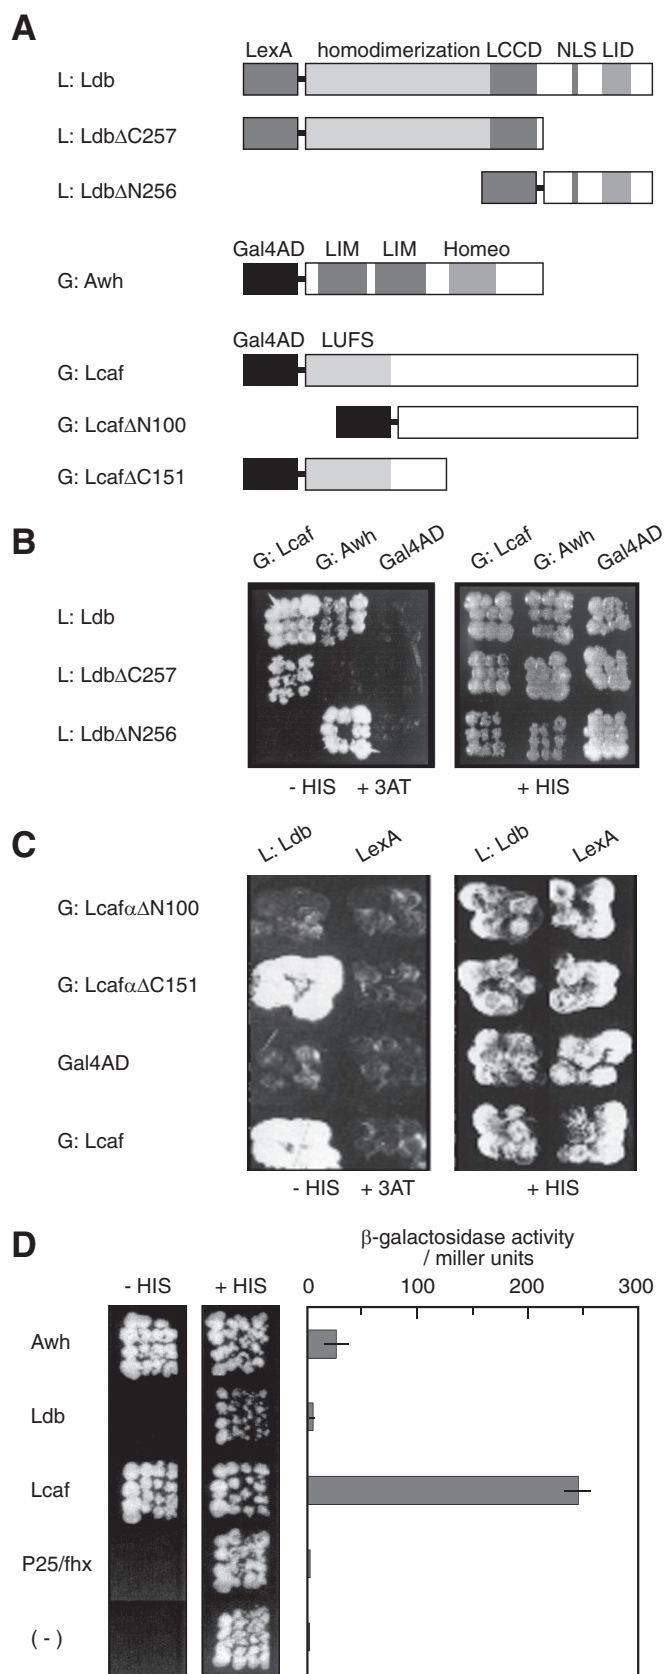 A
LexA homodimerization LCCD NLS LID
L: Ldb
L: LdbΔC257
L: LdbΔN256
Gal4AD LIM LIM Homeo
G: Awh
Gal4AD LUFS
G: Lcaf
G: LcafΔN100
G: LcafΔC151
B
G: Lcaf G: Awh Gal4AD G: Lcaf G: Awh Gal4AD
L: Ldb
L: LdbΔC257
L: LdbΔN256
- HIS + 3AT + HIS
C
L: Ldb LexA L: Ldb LexA
G: LcafαΔN100
G: LcafαΔC151
Gal4AD
G: Lcaf
- HIS + 3AT + HIS
D
β-galactosidase activity
/ miller units
- HIS + HIS 0 100 200 300
Awh
Ldb
Lcaf
P25/fhx
( - )